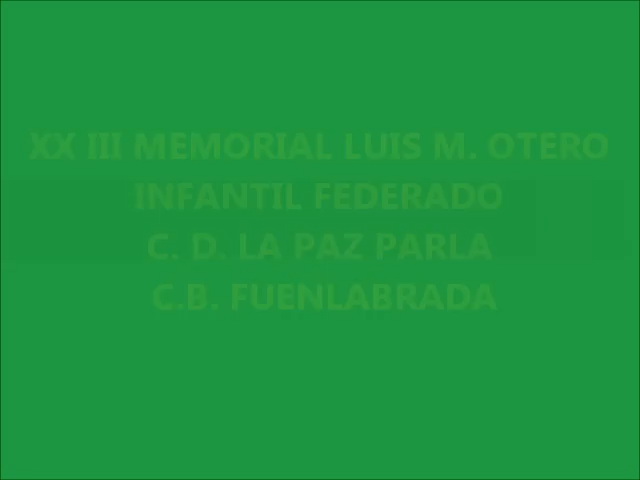 XX III MEMORIAL LUIS M. OTERO
INFANTIL FEDERADO
C. D. LA PAZ PARLA
C.B. FUENLABRADA